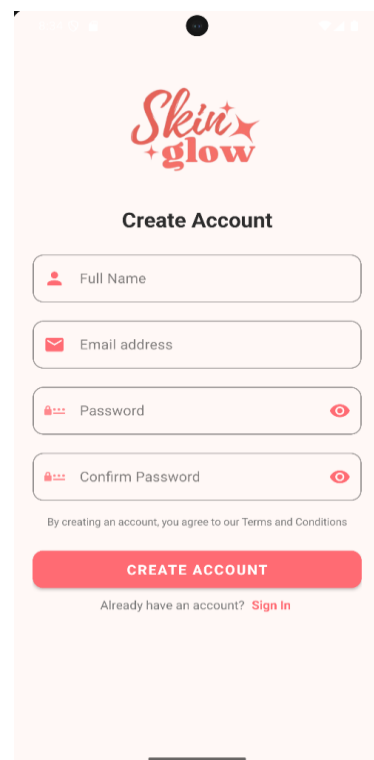 Skin
glow
Create Account
Full Name
Email address
Password
Confirm Password
By creating an account, you agree to our Terms and Conditions
CREATE ACCOUNT
Already have an account? Sign In